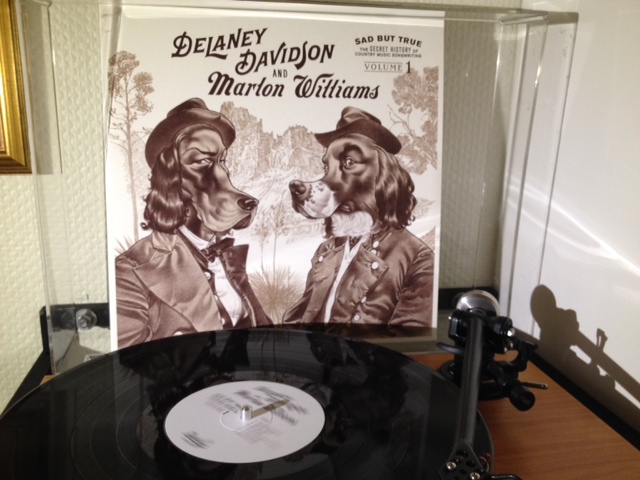 DELANEY
DAVIDSON
AND
Marlon Williams
SAD BUT TRUE
THE SECRET HISTORY OF
COUNTRY MUSIC SONGWRITING
VOLUME 1